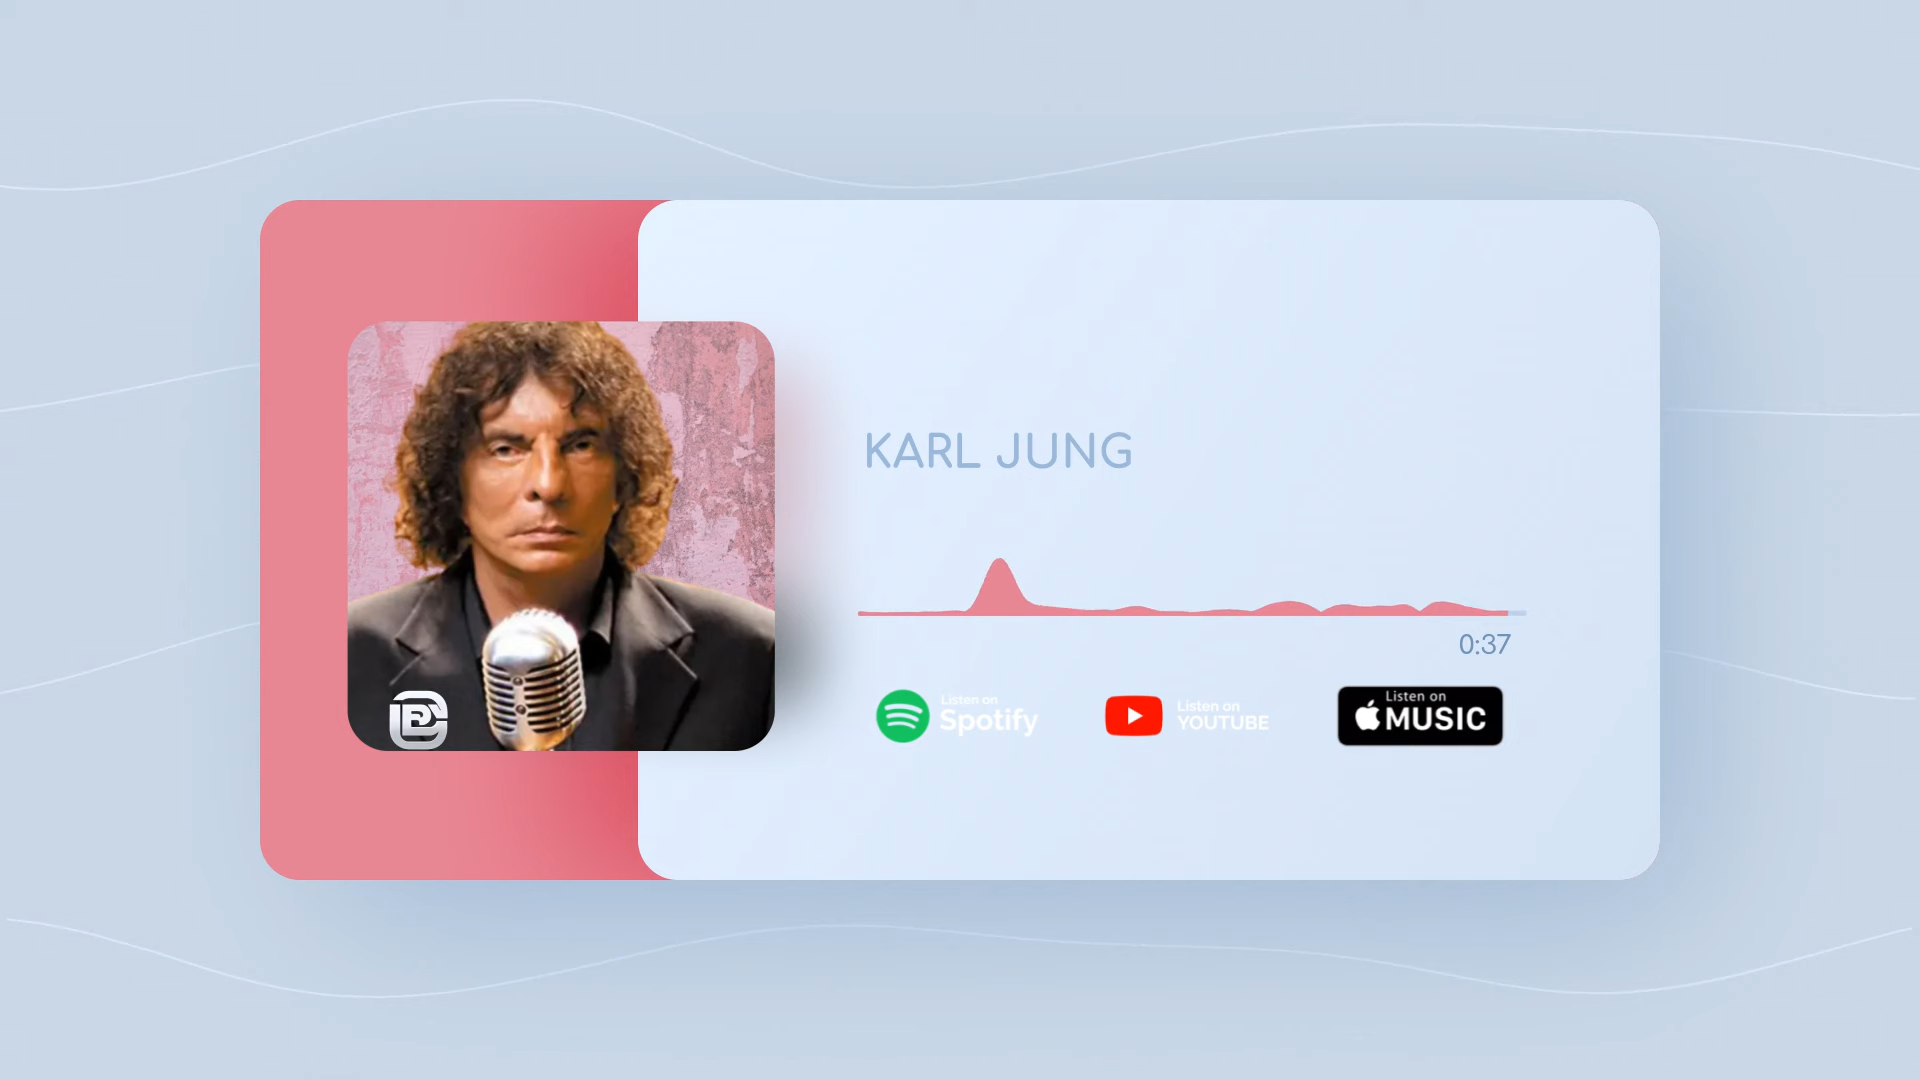 KARL JUNG
0:37
Listen on
Spotify
Listen on
YOUTUBE
Listen on
MUSIC